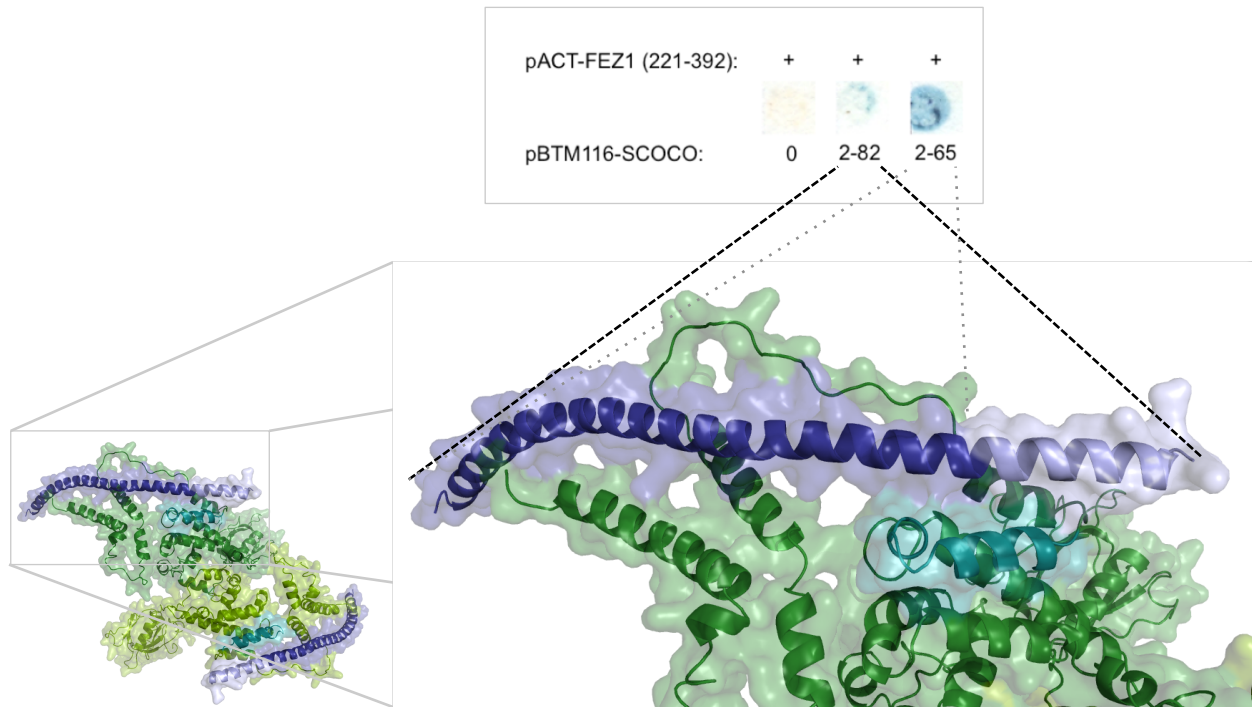 pACT-FEZ1 (221-392): + + +
pBTM116-SCOCO: 0 2-82 2-65